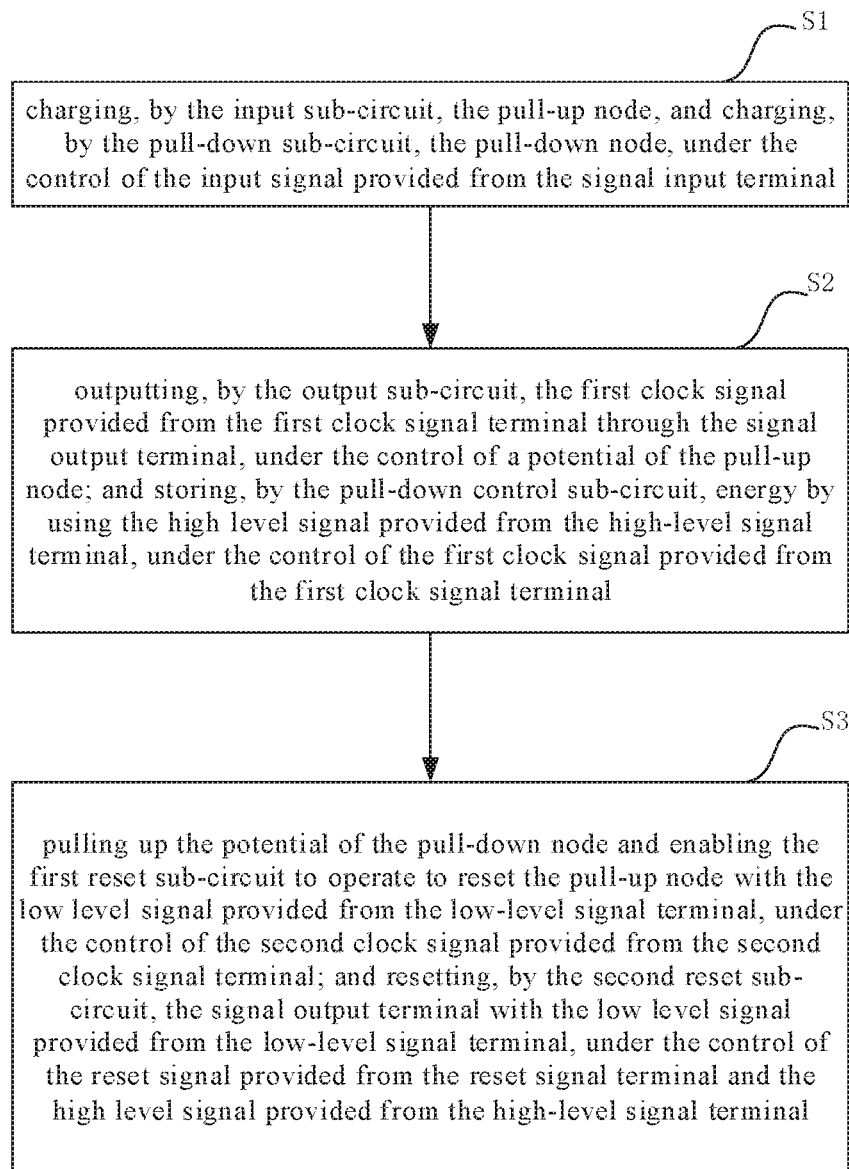 S1
charging, by the input sub-circuit, the pull-up node, and charging,
by the pull-down sub-circuit, the pull-down node, under the
control of the input signal provided from the signal input terminal
S2
outputting, by the output sub-circuit, the first clock signal
provided from the first clock signal terminal through the signal
output terminal, under the control of a potential of the pull-up
node; and storing, by the pull-down control sub-circuit, energy by
using the high level signal provided from the high-level signal
terminal, under the control of the first clock signal provided from
the first clock signal terminal
S3
pulling up the potential of the pull-down node and enabling the
first reset sub-circuit to operate to reset the pull-up node with the
low level signal provided from the low-level signal terminal, under
the control of the second clock signal provided from the second
clock signal terminal; and resetting, by the second reset sub-
circuit, the signal output terminal with the low level signal
provided from the low-level signal terminal, under the control of
the reset signal provided from the reset signal terminal and the
high level signal provided from the high-level signal terminal